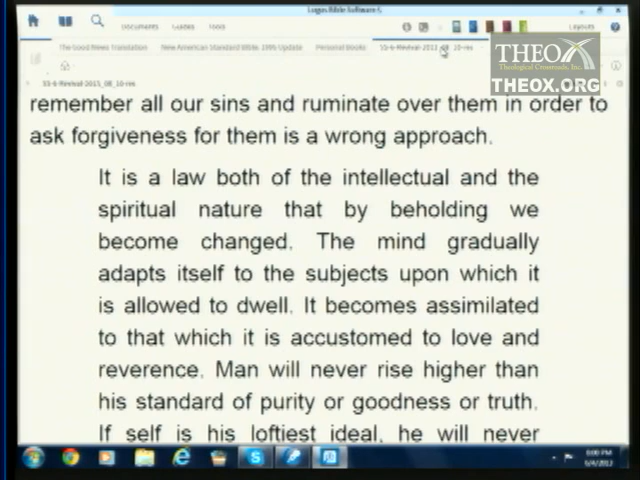 Logos Bible Software 5
Documents Guides Tools Layouts
The Good News Translation New American Standard Bible, 1995 Update Personal Books SS-6-Revival-2013_08_10-res
THEOX
Theological Crossroads, Inc.
THEOX.ORG
remember all our sins and ruminate over them in order to
ask forgiveness for them is a wrong approach.
It is a law both of the intellectual and the
spiritual nature that by beholding we
become changed. The mind gradually
adapts itself to the subjects upon which it
is allowed to dwell. It becomes assimilated
to that which it is accustomed to love and
reverence. Man will never rise higher than
his standard of purity or goodness or truth.
If self is his loftiest ideal, he will never